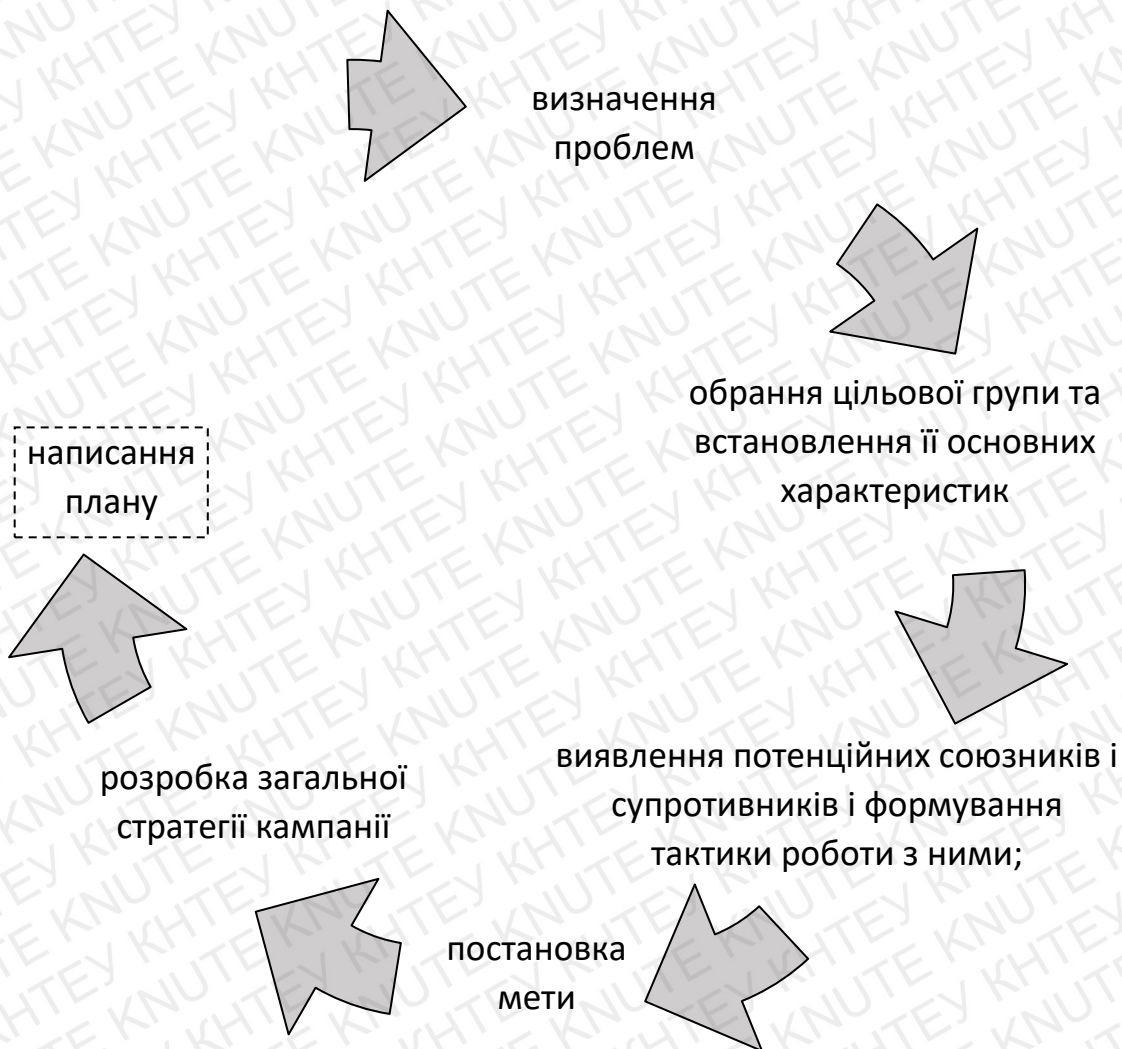 визначення
проблем
обрання цільової групи та
встановлення її основних
характеристик
виявлення потенційних союзників і
супротивників і формування
тактики роботи з ними;
постановка
мети
розробка загальної
стратегії кампанії
написання
плану